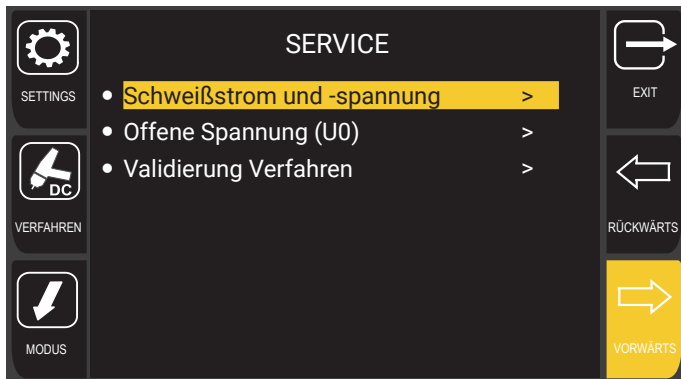 SERVICE
SETTINGS
EXIT
• Schweißstrom und -spannung >
• Offene Spannung (U0) >
• Validierung Verfahren >
DC
VERFAHREN
RÜCKWÄRTS
MODUS
VORWÄRTS